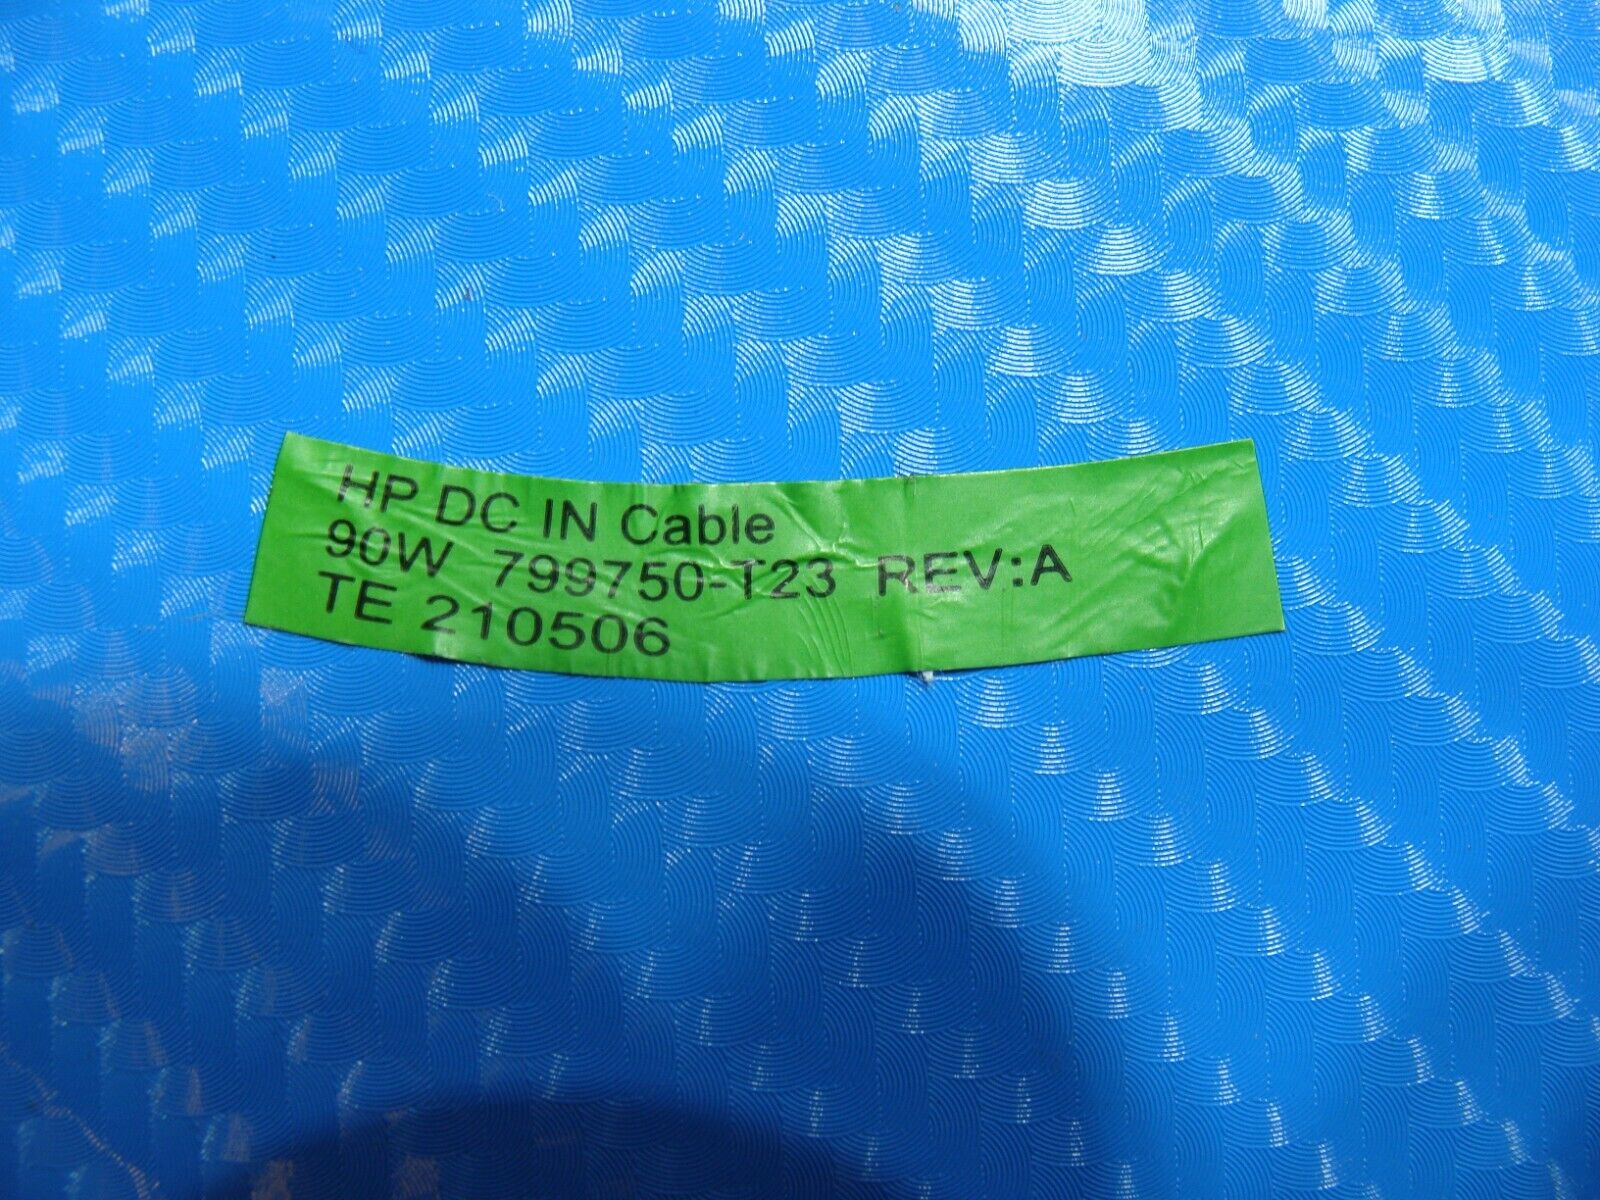 HP DC IN Cable
90W 799750-T23 REV:A
TE 210506